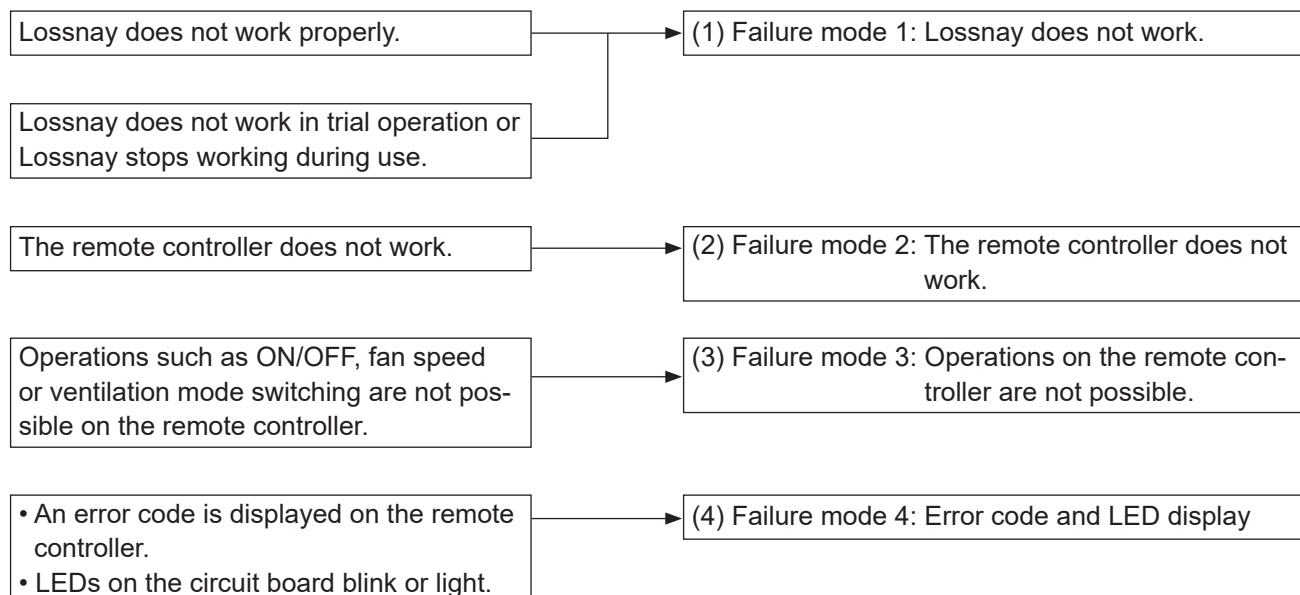 Lossnay does not work properly.
(1) Failure mode 1: Lossnay does not work.
Lossnay does not work in trial operation or
Lossnay stops working during use.
The remote controller does not work.
(2) Failure mode 2: The remote controller does not
work.
Operations such as ON/OFF, fan speed
or ventilation mode switching are not pos-
sible on the remote controller.
(3) Failure mode 3: Operations on the remote con-
troller are not possible.
• An error code is displayed on the remote
controller.
• LEDs on the circuit board blink or light.
(4) Failure mode 4: Error code and LED display